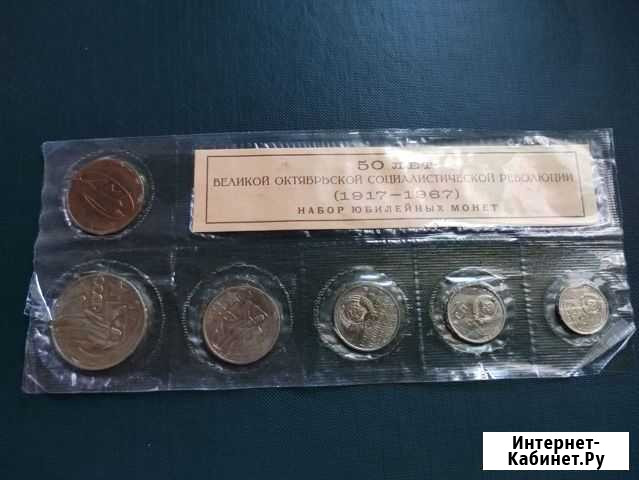 50 ЛЕТ
ВЕЛИКОЙ ОКТЯБРЬСКОЙ СОЦИАЛИСТИЧЕСКОЙ РЕВОЛЮЦИИ
(1917-1967)
НАБОР ЮБИЛЕЙНЫХ МОНЕТ
Интернет-
Кабинет.Ру